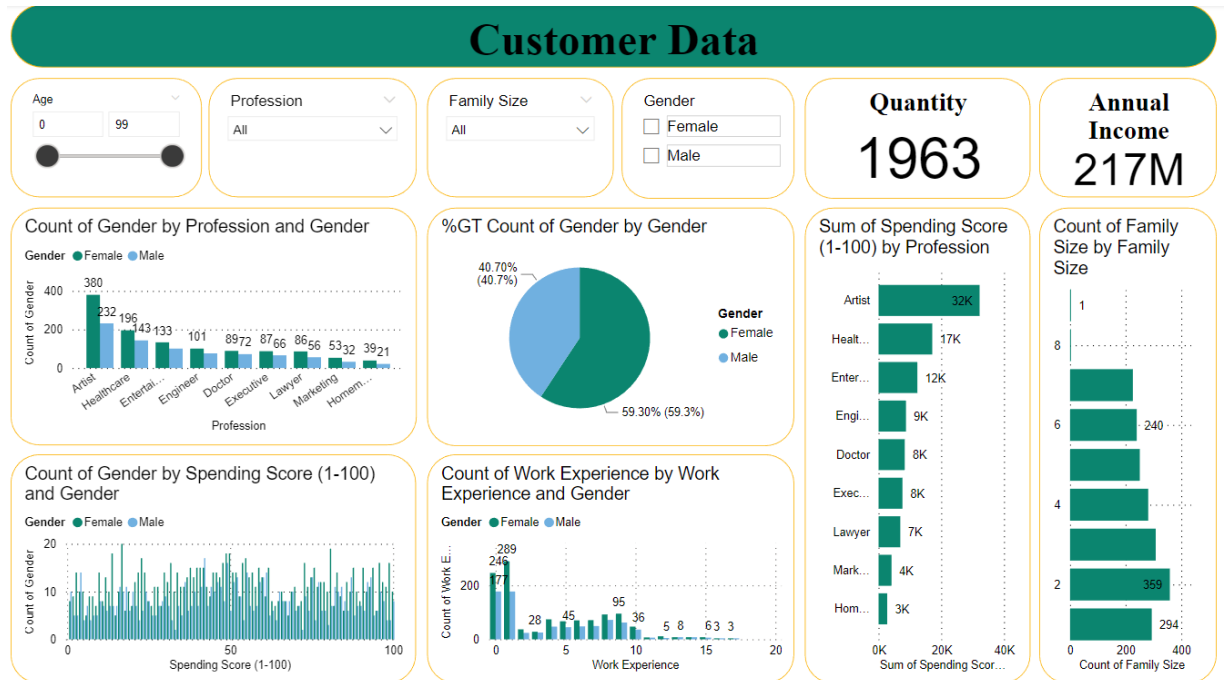 Customer Data
Age
0
99
Profession
All
Family Size
All
Gender
Female
Male
Quantity
1963
Annual
Income
217M
Count of Gender by Profession and Gender
Gender Female Male
Count of Gender
400
200
0
380
232
196
143
133
101
89
72
87
66
86
56
53
32
39
21
Artist
Healthcare
Entertai...
Engineer
Doctor
Executive
Lawyer
Marketing
Homem...
Profession
%GT Count of Gender by Gender
40.70%
(40.7%)
59.30% (59.3%)
Gender
Female
Male
Sum of Spending Score
(1-100) by Profession
Artist
32K
Healt...
17K
Enter...
12K
Engi...
9K
Doctor
8K
Exec...
8K
Lawyer
7K
Mark...
4K
Hom...
3K
0K
20K
40K
Sum of Spending Scor...
Count of Family
Size by Family
Size
1
8
6
240
4
2
359
294
0
200
400
Count of Family Size
Count of Gender by Spending Score (1-100)
and Gender
Gender Female Male
Count of Gender
20
10
0
0
50
100
Spending Score (1-100)
Count of Work Experience by Work
Experience and Gender
Gender Female Male
Count of Work E...
200
0
246
177
289
28
45
95
36
5
8
6
3
3
0
5
10
15
20
Work Experience